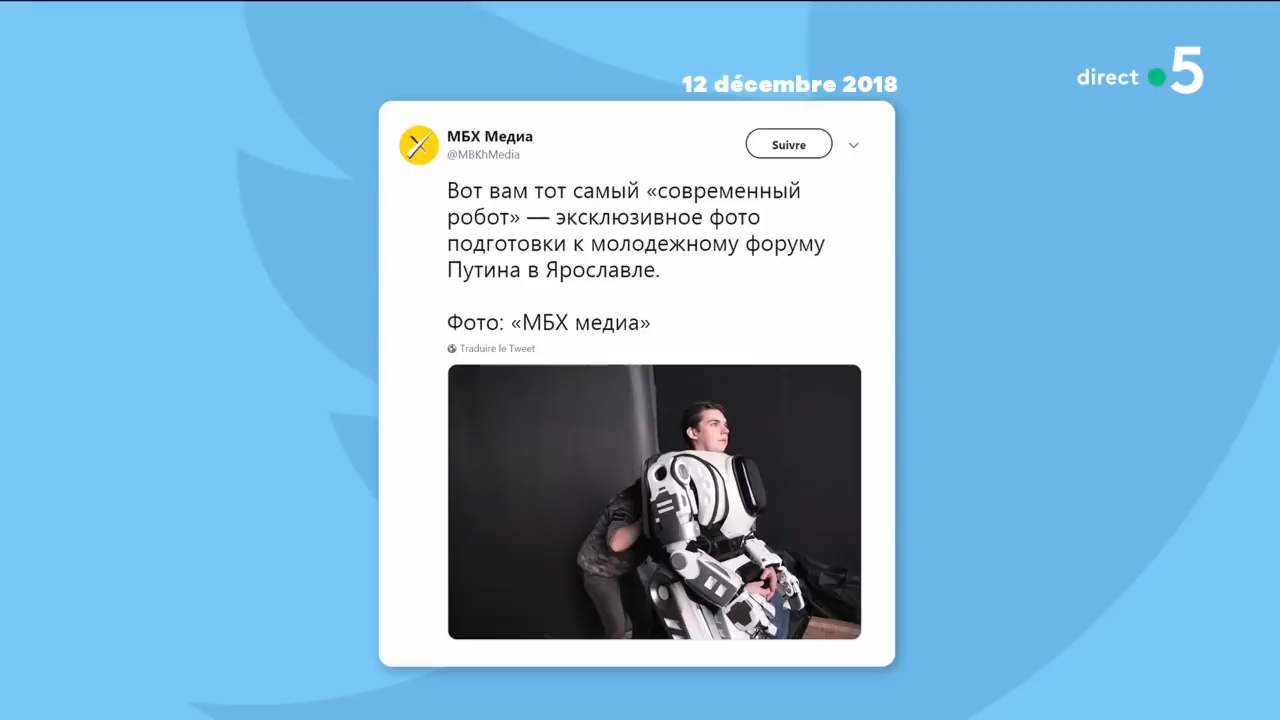 12 décembre 2018
direct 5
МБХ Медиа
@MBKhMedia
Suivre
Вот вам тот самый «современный
робот» — эксклюзивное фото
подготовки к молодежному форуму
Путина в Ярославле.
Фото: «МБХ медиа»
Traduire le Tweet